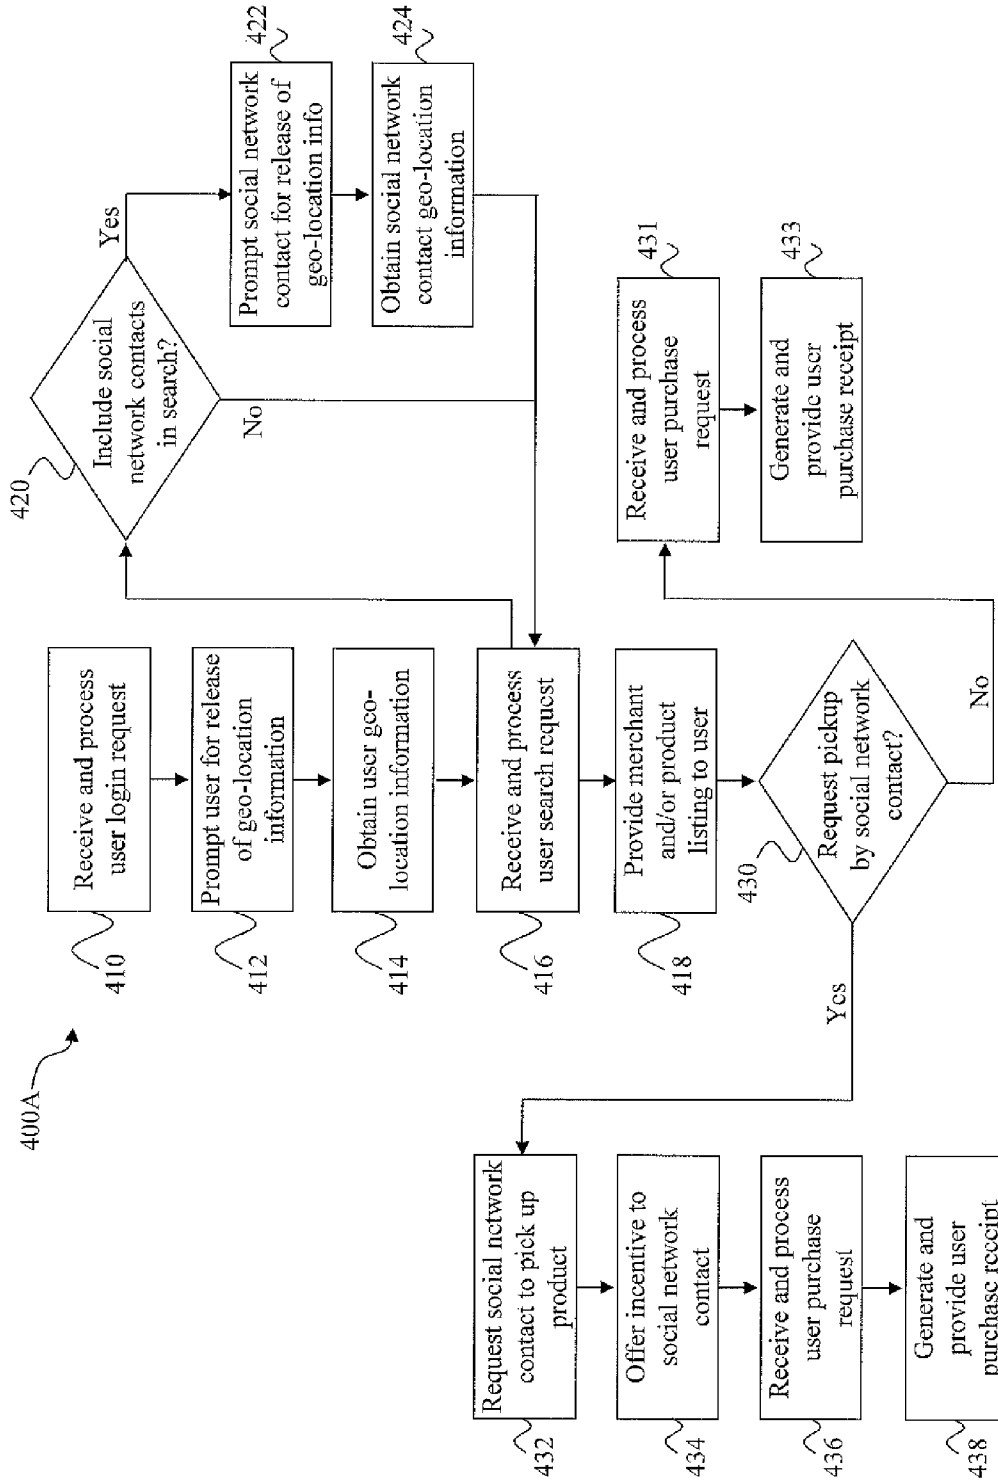 400A
410
Receive and process
user login request
412
Prompt user for release
of geo-location
information
414
Obtain user geo-
location information
416
Receive and process
user search request
418
Provide merchant
and/or product
listing to user
420
Include social
network contacts
in search?
Yes
No
422
Prompt social network
contact for release of
geo-location info
424
Obtain social network
contact geo-location
information
430
Request pickup
by social network
contact?
Yes
No
431
Receive and process
user purchase
request
433
Generate and
provide user
purchase receipt
432
Request social network
contact to pick up
product
434
Offer incentive to
social network
contact
436
Receive and process
user purchase
request
438
Generate and
provide user
purchase receipt